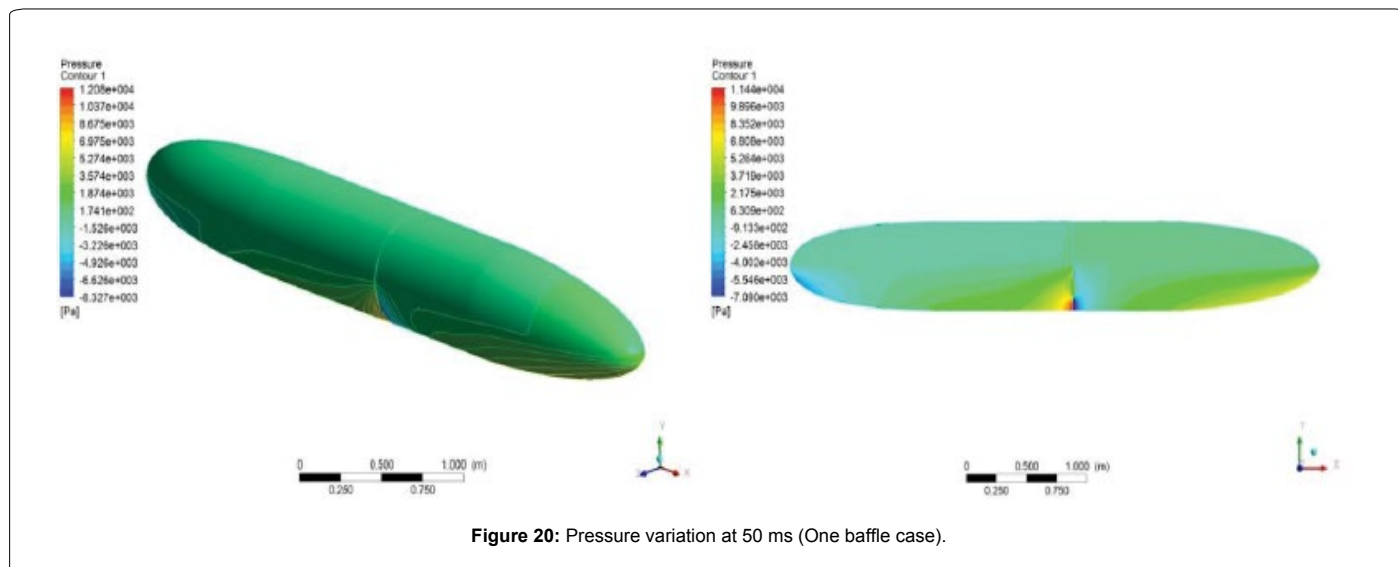 Pressure
Contour 1
1.208e+004
1.037e+004
8.675e+003
6.975e+003
5.274e+003
3.574e+003
1.874e+003
1.741e+002
-1.526e+003
-3.226e+003
-4.926e+003
-6.626e+003
-8.327e+003
[Pa]
0 0.500 1.000 (m)
0.250 0.750
Y
X
Pressure
Contour 1
1.144e+004
9.896e+003
8.352e+003
6.808e+003
5.264e+003
3.719e+003
2.175e+003
6.309e+002
-9.133e+002
-2.458e+003
-4.002e+003
-5.546e+003
-7.090e+003
[Pa]
0 0.500 1.000 (m)
0.250 0.750
Figure 20: Pressure variation at 50 ms (One baffle case).